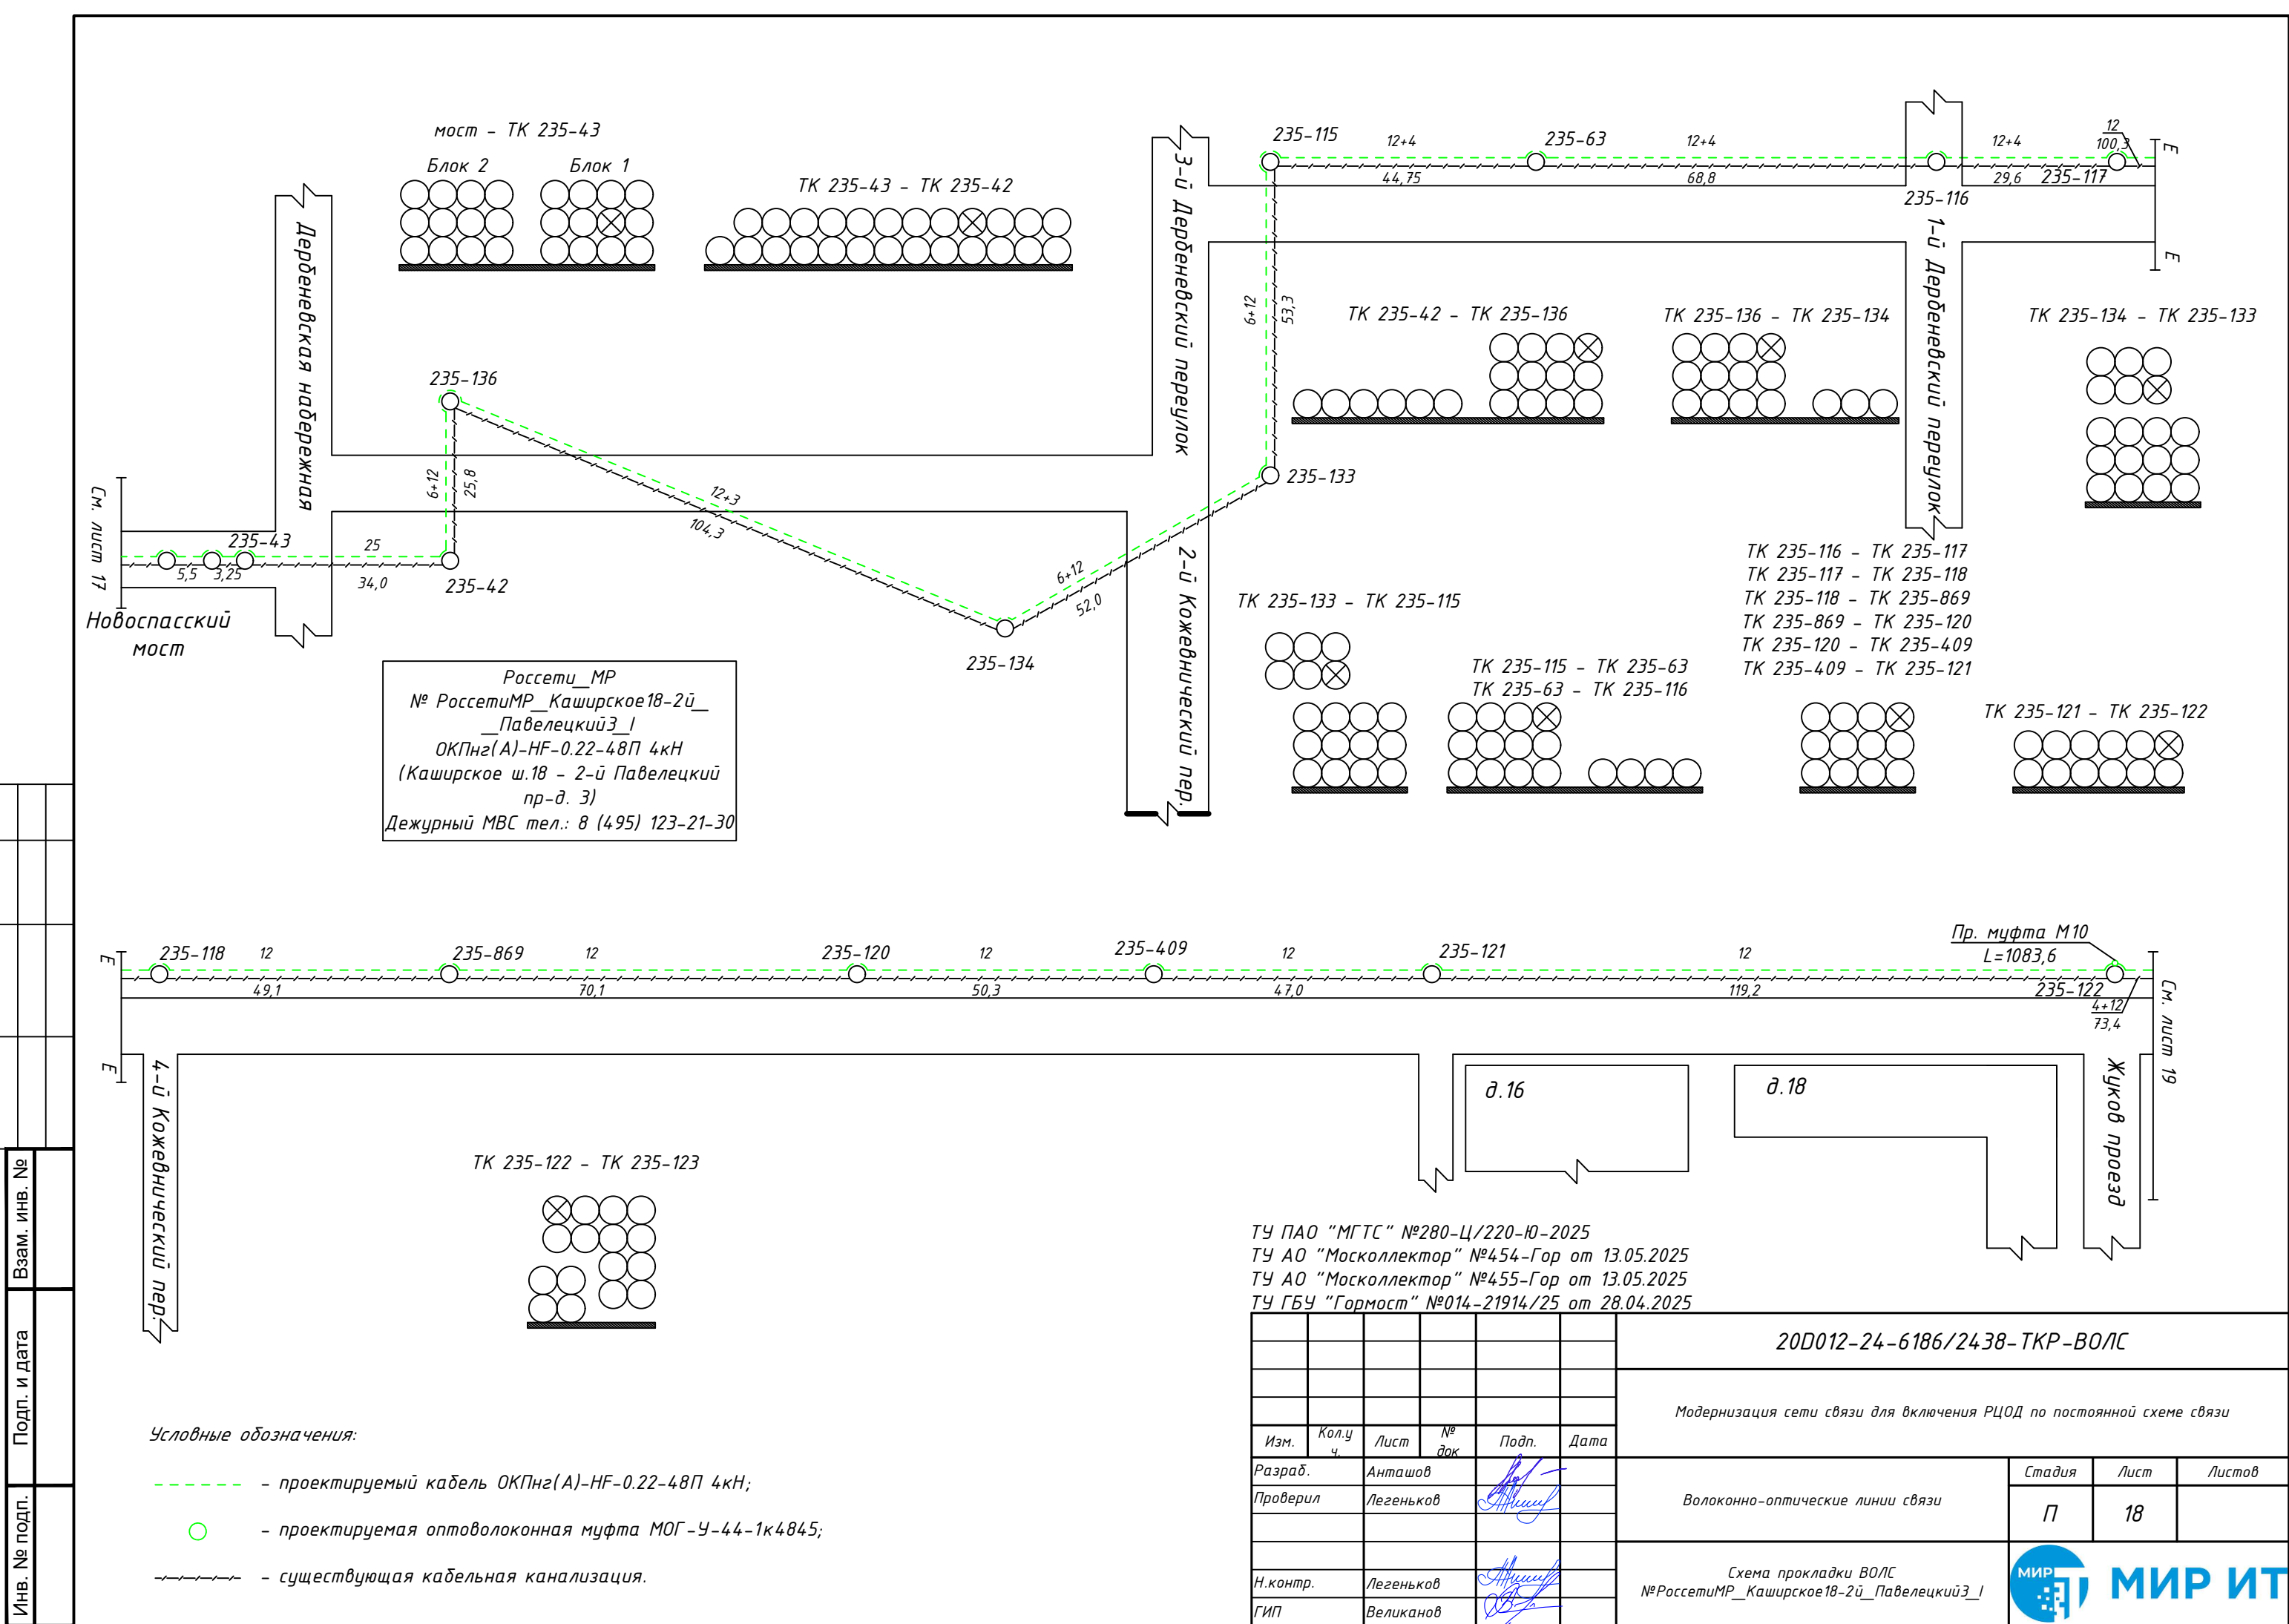 мост - ТК 235-43
Блок 2
Блок 1
ТК 235-43 - ТК 235-42
Дербеневская набережная
235-136
6+12
25,8
12+3
104,3
См. лист 17
235-43
5,5
3,25
25
34,0
235-42
Новоспасский
мост
6+12
52,0
235-134
235-133
3-й Дербеневский переулок
2-й Кожевнический пер.
6+12
53,3
235-115
12+4
44,75
235-63
12+4
68,8
235-116
12+4
29,6
235-117
12
100,3
Е
Е
1-й Дербеневский переулок
ТК 235-42 - ТК 235-136
ТК 235-136 - ТК 235-134
ТК 235-134 - ТК 235-133
ТК 235-133 - ТК 235-115
ТК 235-115 - ТК 235-63
ТК 235-63 - ТК 235-116
ТК 235-116 - ТК 235-117
ТК 235-117 - ТК 235-118
ТК 235-118 - ТК 235-869
ТК 235-869 - ТК 235-120
ТК 235-120 - ТК 235-409
ТК 235-409 - ТК 235-121
ТК 235-121 - ТК 235-122
Россети__МР
№ РоссетиМР__Каширское18-2й__
__Павелецкий3__I
ОКПнг(А)-HF-0.22-48П 4кН
(Каширское ш.18 - 2-й Павелецкий
пр-д. 3)
Дежурный МВС тел.: 8 (495) 123-21-30
Е
Е
235-118
12
49,1
235-869
12
70,1
235-120
12
50,3
235-409
12
47,0
235-121
12
119,2
Пр. муфта М10
L=1083,6
235-122
4+12
73,4
См. лист 19
4-й Кожевнический пер.
д.16
д.18
Жуков проезд
ТК 235-122 - ТК 235-123
ТУ ПАО "МГТС" №280-Ц/220-Ю-2025
ТУ АО "Москоллектор" №454-Гор от 13.05.2025
ТУ АО "Москоллектор" №455-Гор от 13.05.2025
ТУ ГБУ "Гормост" №014-21914/25 от 28.04.2025
Условные обозначения:
- проектируемый кабель ОКПнг(А)-HF-0.22-48П 4кН;
- проектируемая оптоволоконная муфта МОГ-У-44-1к4845;
- существующая кабельная канализация.
Взам. инв. №
Подп. и дата
Инв. № подп.
20D012-24-6186/2438-ТКР-ВОЛС
Модернизация сети связи для включения РЦОД по постоянной схеме связи
Изм.
Кол.у
ч.
Лист
№
док
Подп.
Дата
Разраб.
Анташов
Проверил
Легеньков
Н.контр.
Легеньков
ГИП
Великанов
Волоконно-оптические линии связи
Стадия
Лист
Листов
П
18
Схема прокладки ВОЛС
№РоссетиМР__Каширское18-2й__Павелецкий3__I
МИР
МИР ИТ